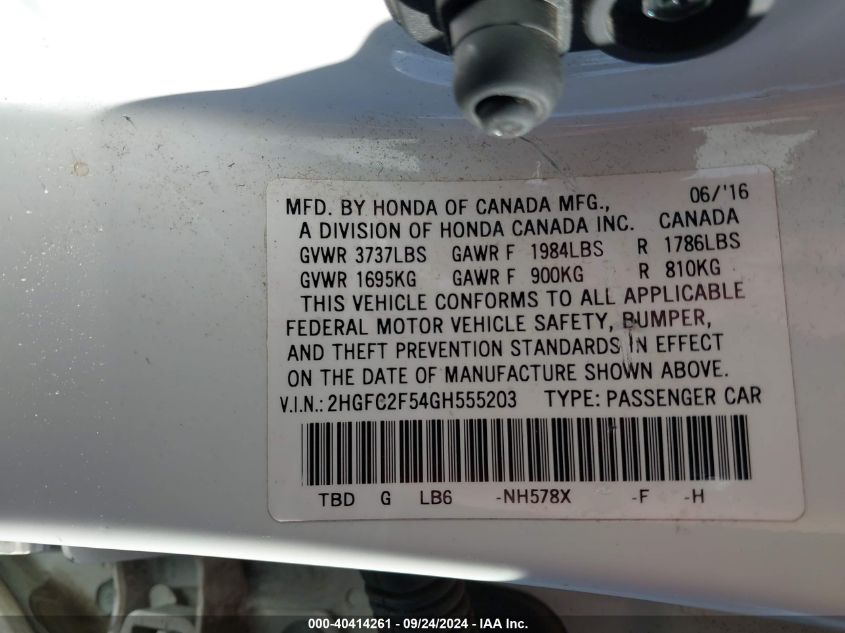 MFD. BY HONDA OF CANADA MFG., 06/'16
A DIVISION OF HONDA CANADA INC. CANADA
GVWR 3737LBS GAWR F 1984LBS R 1786LBS
GVWR 1695KG GAWR F 900KG R 810KG
THIS VEHICLE CONFORMS TO ALL APPLICABLE
FEDERAL MOTOR VEHICLE SAFETY, BUMPER,
AND THEFT PREVENTION STANDARDS IN EFFECT
ON THE DATE OF MANUFACTURE SHOWN ABOVE.
V.I.N.: 2HGFC2F54GH555203 TYPE: PASSENGER CAR
TBD G LB6 -NH578X -F -H
000-40414261 - 09/24/2024 - IAA Inc.